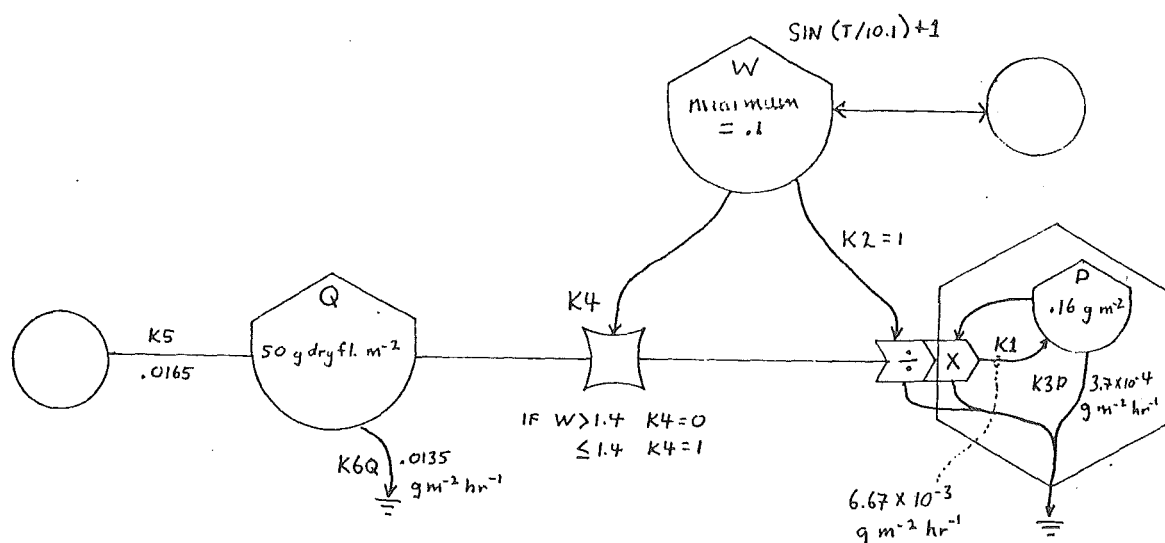 SIN (T/10.1)+1
W
minimum
= .1
K2=1
K4
Q
50 g dry fl. m⁻²
K5
.0165
K6Q
.0135
g m⁻² hr⁻¹
IF W>1.4 K4=0
≤1.4 K4=1
÷
X
K1
P
.16 g m⁻²
K3P
3.7×10⁻⁴
g m⁻² hr⁻¹
6.67 X 10⁻³
g m⁻² hr⁻¹